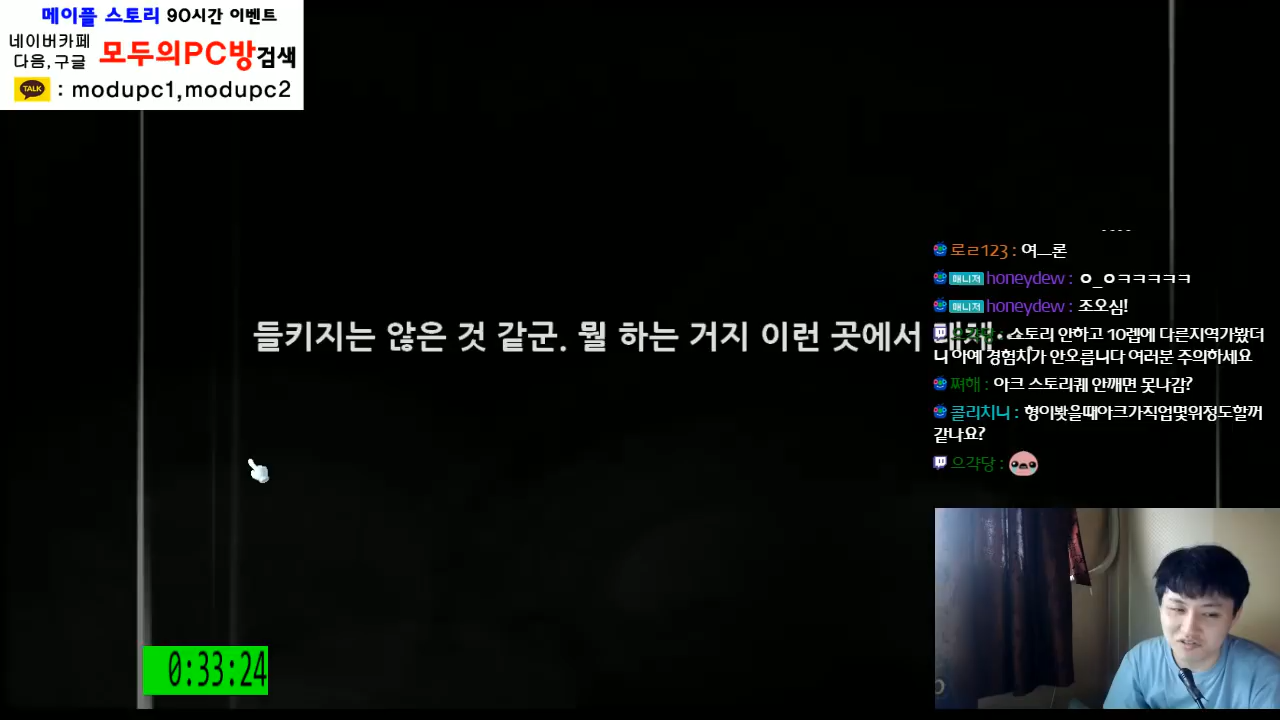 메이플 스토리 90시간 이벤트
네이버카페
다음,구글
모두의PC방검색
TALK : modupc1,modupc2
들키지는 않은 것 같군. 뭘 하는 거지 이런 곳에서
로ㄹ123 : 여ㅡ론
매니저 honeydew : ㅇ_ㅇㅋㅋㅋㅋㅋ
매니저 honeydew : 조오심!
으갹당 : 스토리 안하고 10렙에 다른지역가봤더
니 아예 경험치가 안오릅니다 여러분 주의하세요
쪄해 : 아크 스토리퀘 안깨면 못나감?
콜리치니 : 형이봣을때아크가직업몇위정도할꺼
같나요?
으갹당 :
0:33:24